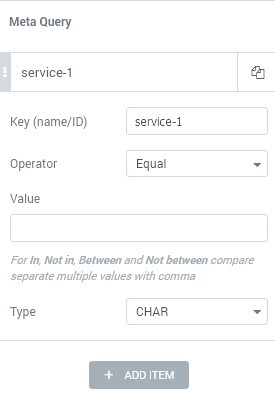 Meta Query
service-1
Key (name/ID) service-1
Operator Equal
Value
For In, Not in, Between and Not between compare
separate multiple values with comma
Type CHAR
+ ADD ITEM